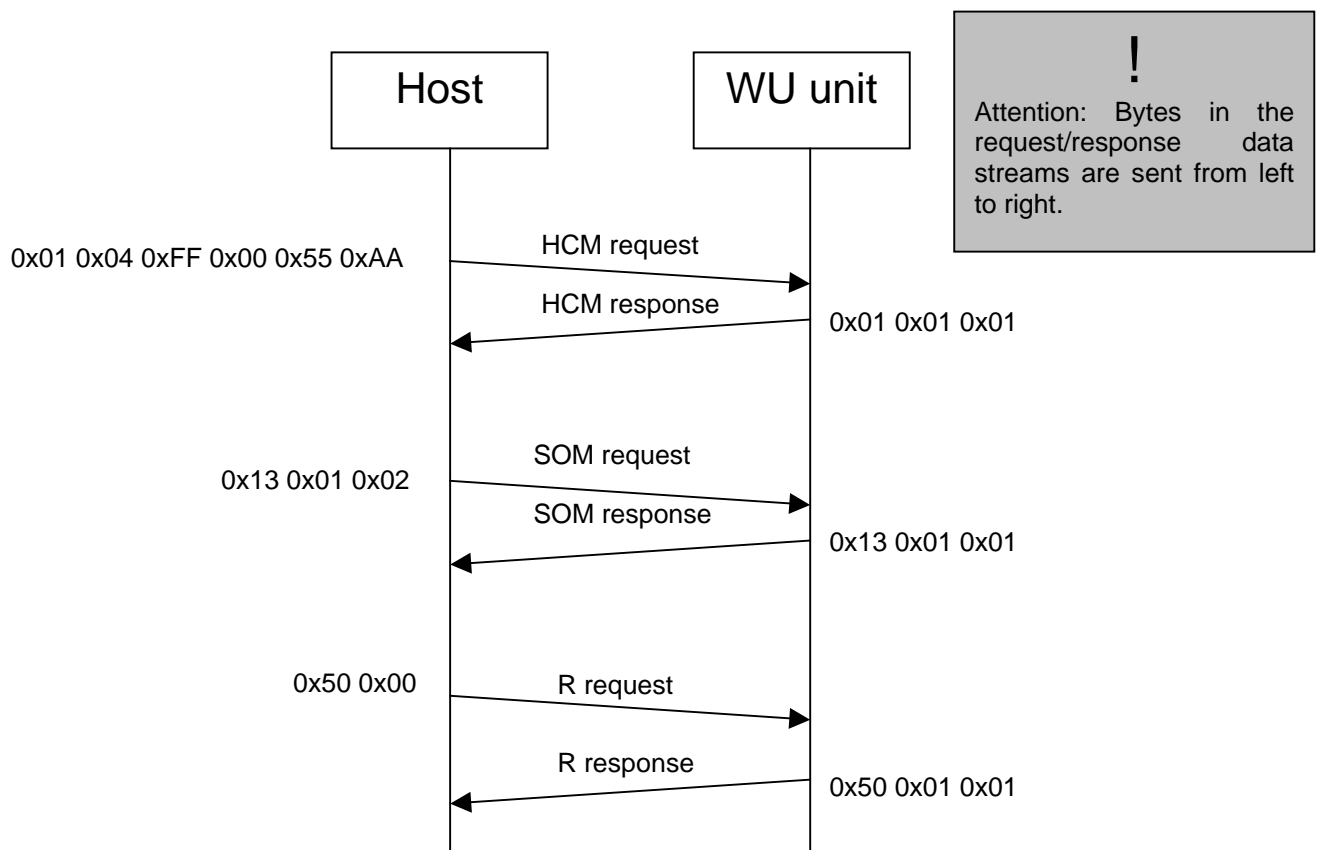 Host
WU unit
!
Attention: Bytes in the
request/response data
streams are sent from left
to right.
HCM request
0x01 0x04 0xFF 0x00 0x55 0xAA
HCM response
0x01 0x01 0x01
SOM request
0x13 0x01 0x02
SOM response
0x13 0x01 0x01
0x50 0x00
R request
R response
0x50 0x01 0x01